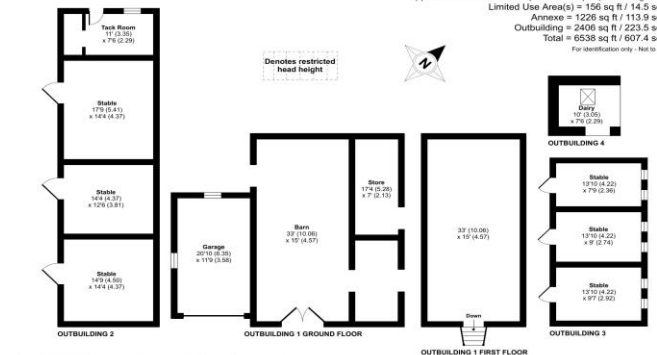 Limited Use Area(s) = 156 sq ft / 14.5 s
Annexe = 1226 sq ft / 113.9 s
Outbuilding = 2406 sq ft / 223.5 s
Total = 6538 sq ft / 607.4 s
For identification only - Not to
Denotes restricted
head height
N
Tack Room
11' (3.35)
x 7'6 (2.29)
Stable
17'9 (5.41)
x 14'4 (4.37)
Stable
14'4 (4.37)
x 12'6 (3.81)
Stable
14'9 (4.50)
x 14'4 (4.37)
OUTBUILDING 2
Garage
20'10 (6.35)
x 11'9 (3.58)
Barn
33' (10.06)
x 15' (4.57)
Store
17'4 (5.28)
x 7' (2.13)
OUTBUILDING 1 GROUND FLOOR
33' (10.06)
x 15' (4.57)
Down
OUTBUILDING 1 FIRST FLOOR
Dairy
10' (3.05)
x 7'6 (2.29)
OUTBUILDING 4
Stable
13'10 (4.22)
x 7'9 (2.36)
Stable
13'10 (4.22)
x 9' (2.74)
Stable
13'10 (4.22)
x 9'7 (2.92)
OUTBUILDING 3